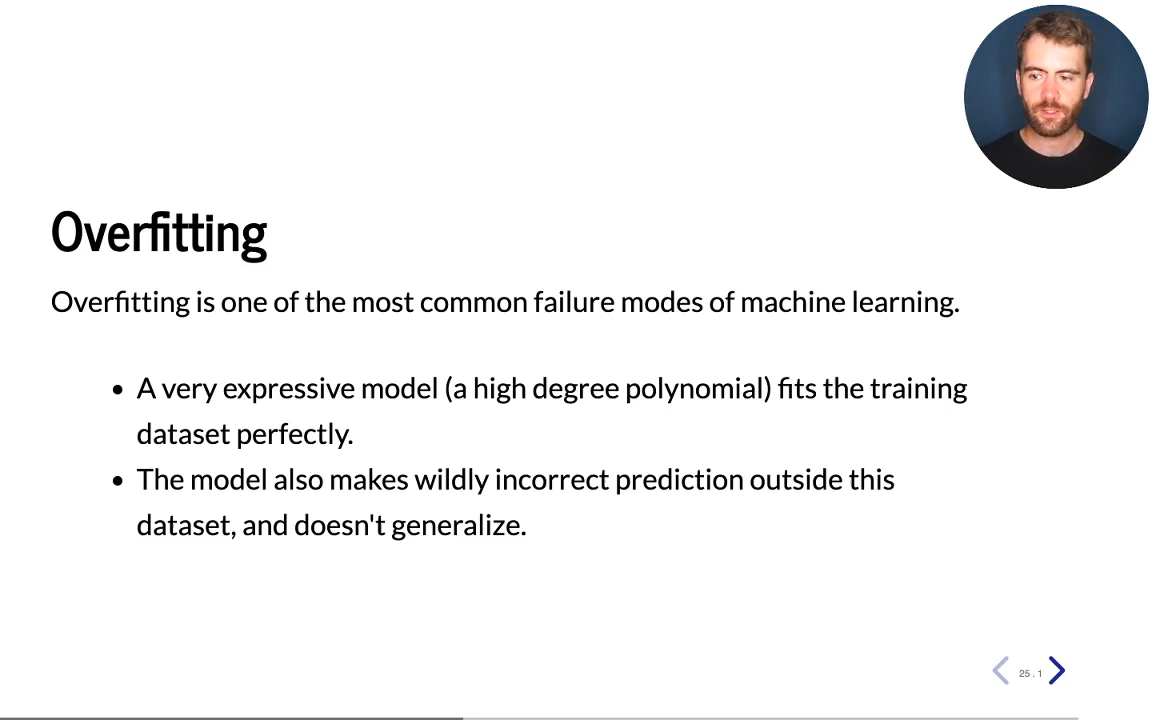 Overfitting
Overfitting is one of the most common failure modes of machine learning.
• A very expressive model (a high degree polynomial) fits the training
dataset perfectly.
• The model also makes wildly incorrect prediction outside this
dataset, and doesn't generalize.
25 . 1